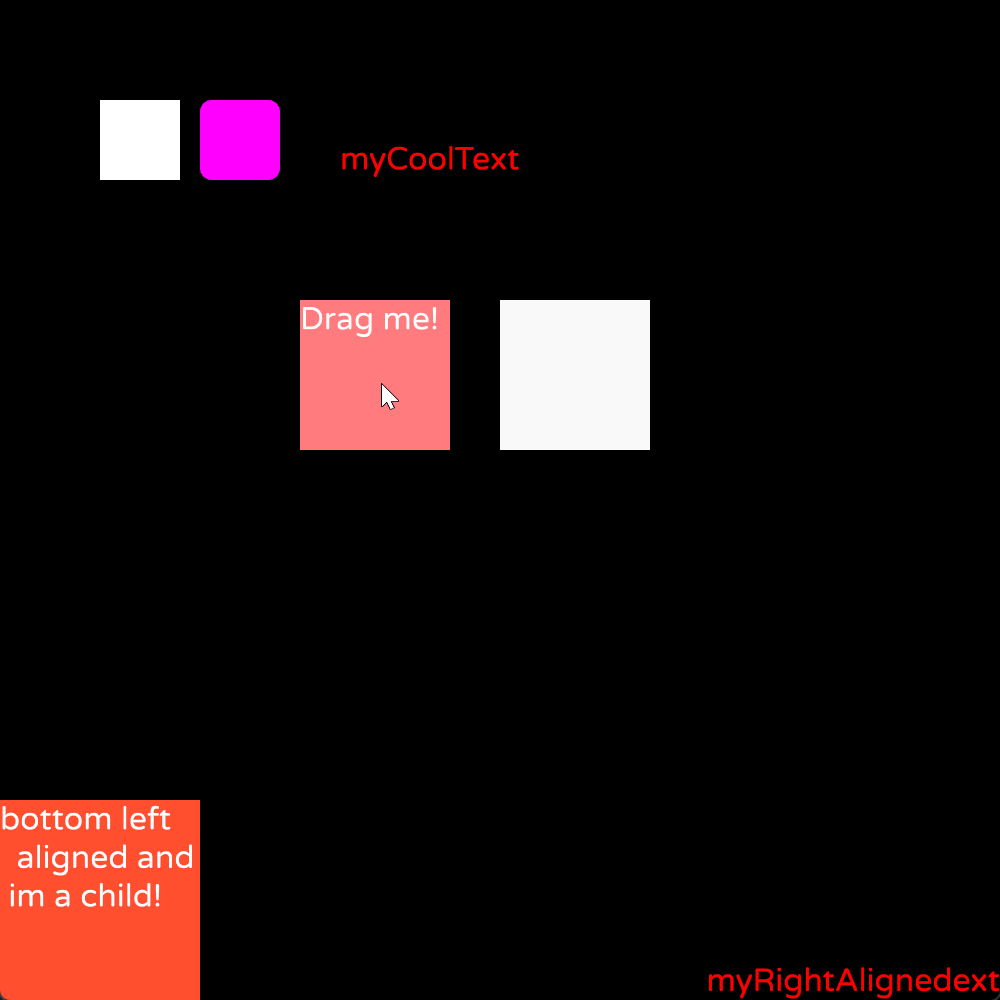 myCoolText
Drag me!
bottom left
aligned and
im a child!
myRightAlignedext